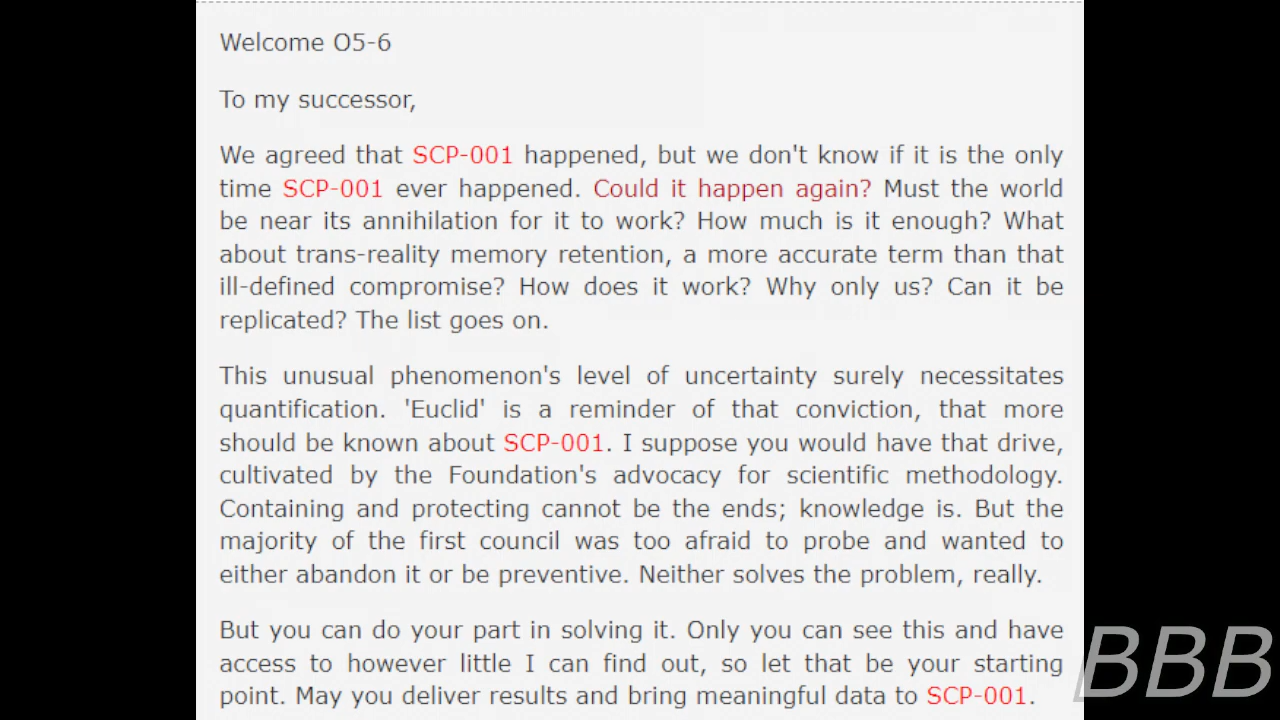 Welcome O5-6
To my successor,
We agreed that SCP-001 happened, but we don't know if it is the only
time SCP-001 ever happened. Could it happen again? Must the world
be near its annihilation for it to work? How much is it enough? What
about trans-reality memory retention, a more accurate term than that
ill-defined compromise? How does it work? Why only us? Can it be
replicated? The list goes on.
This unusual phenomenon's level of uncertainty surely necessitates
quantification. 'Euclid' is a reminder of that conviction, that more
should be known about SCP-001. I suppose you would have that drive,
cultivated by the Foundation's advocacy for scientific methodology.
Containing and protecting cannot be the ends; knowledge is. But the
majority of the first council was too afraid to probe and wanted to
either abandon it or be preventive. Neither solves the problem, really.
But you can do your part in solving it. Only you can see this and have
access to however little I can find out, so let that be your starting
point. May you deliver results and bring meaningful data to SCP-001.
BBB